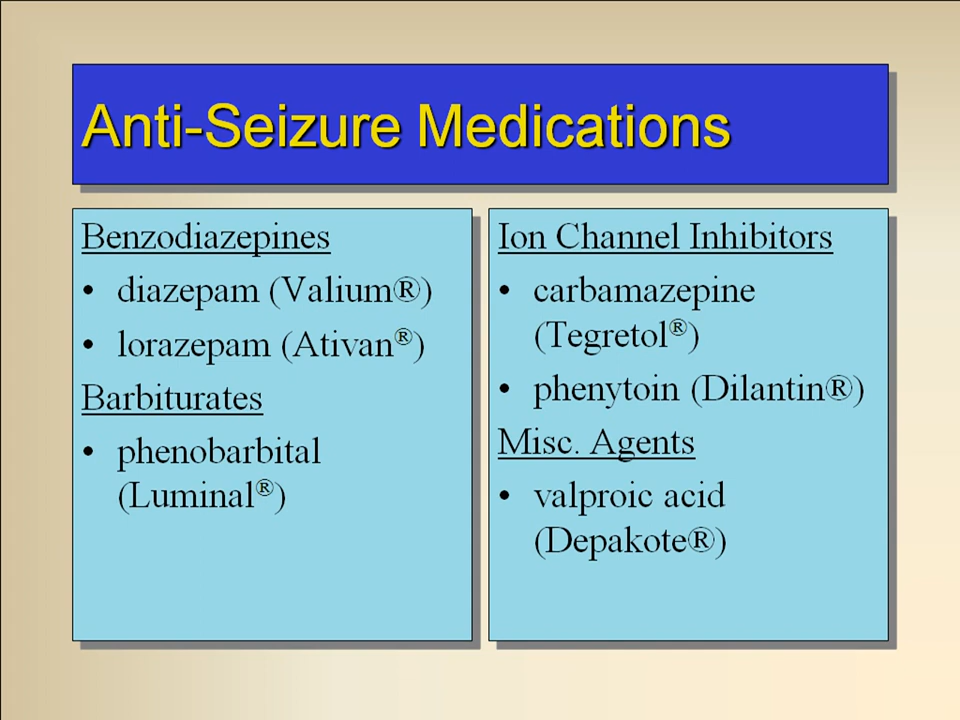 Anti-Seizure Medications
Benzodiazepines
• diazepam (Valium®)
• lorazepam (Ativan®)
Barbiturates
• phenobarbital
(Luminal®)
Ion Channel Inhibitors
• carbamazepine
(Tegretol®)
• phenytoin (Dilantin®)
Misc. Agents
• valproic acid
(Depakote®)